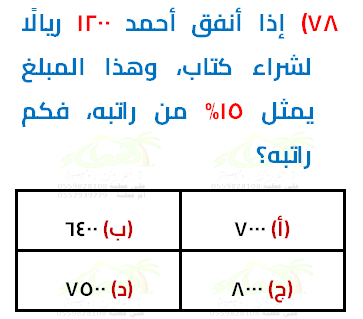 ٧٨) إذا أنفق أحمد ١٢٠٠ ريالًا
لشراء كتاب، وهذا المبلغ
يمثل ١٥% من راتبه، فكم
راتبه؟
(أ) ٧٠٠٠
(ب) ٦٤٠٠
(ج) ٨٠٠٠
(د) ٧٥٠٠